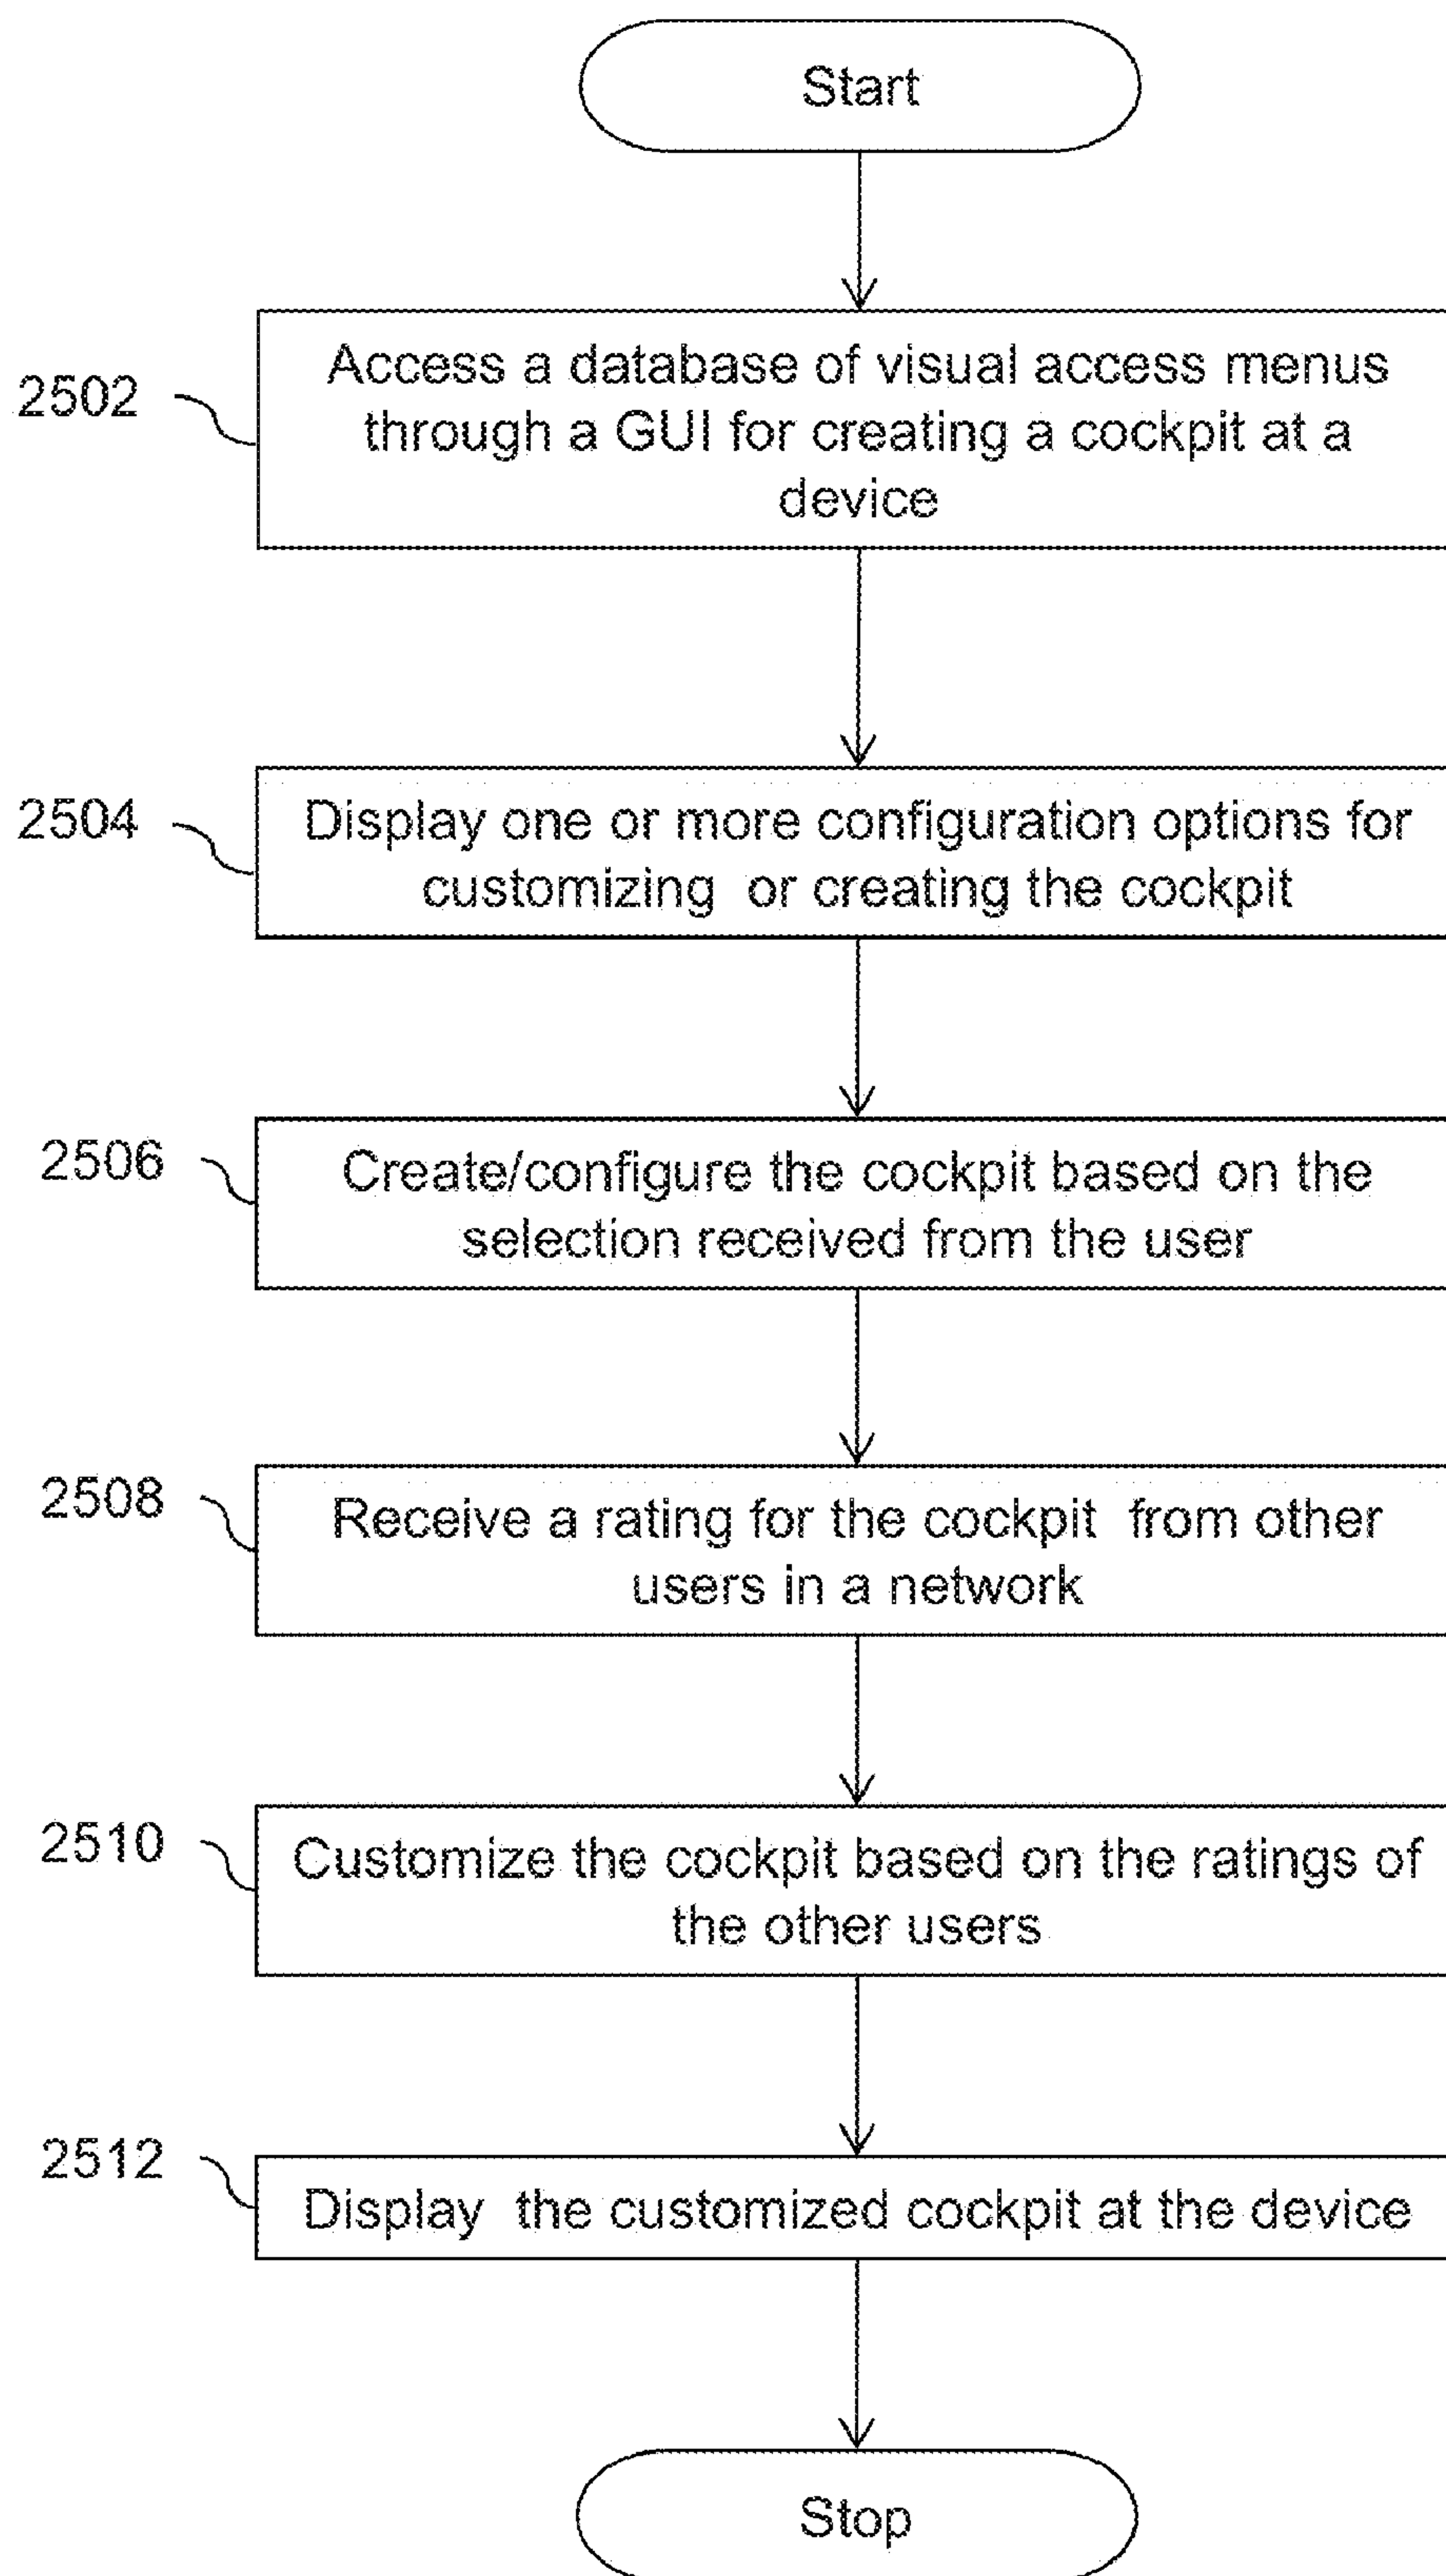 Start
2502
Access a database of visual access menus
through a GUI for creating a cockpit at a
device
2504
Display one or more configuration options for
customizing or creating the cockpit
2506
Create/configure the cockpit based on the
selection received from the user
2508
Receive a rating for the cockpit from other
users in a network
2510
Customize the cockpit based on the ratings of
the other users
2512
Display the customized cockpit at the device
Stop